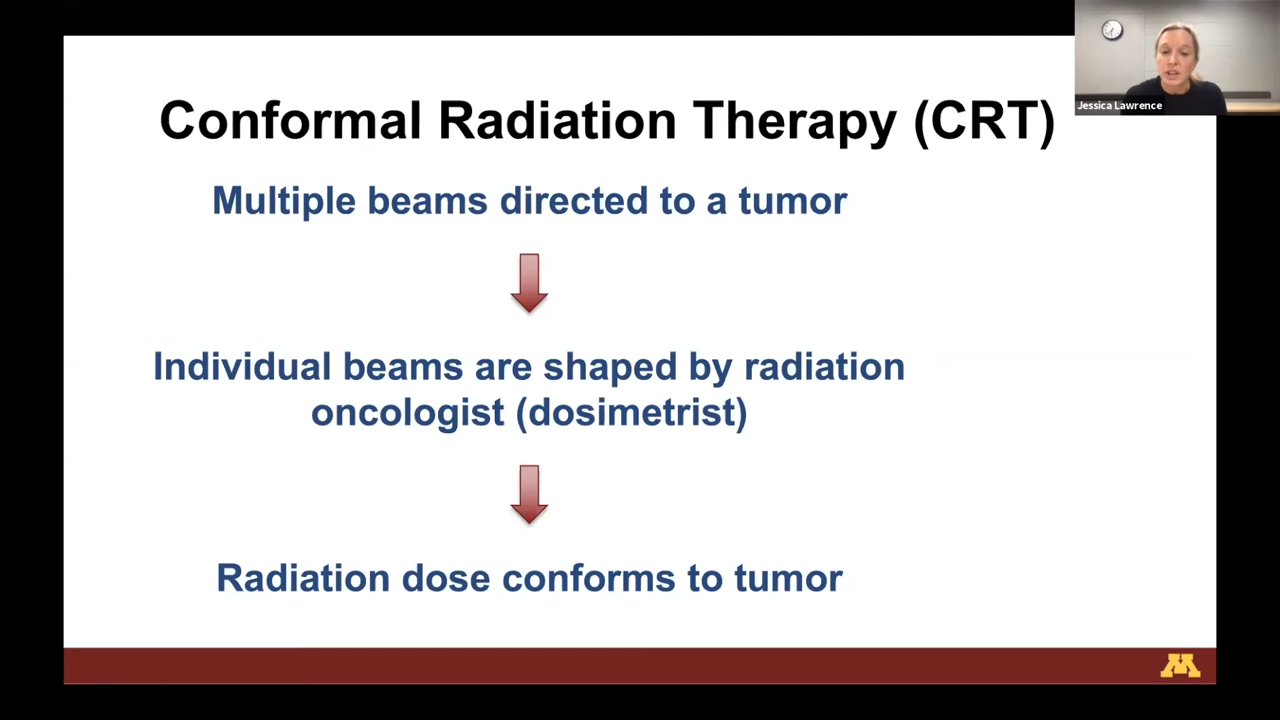 Jessica Lawrence
Conformal Radiation Therapy (CRT)
Multiple beams directed to a tumor
Individual beams are shaped by radiation
oncologist (dosimetrist)
Radiation dose conforms to tumor
M